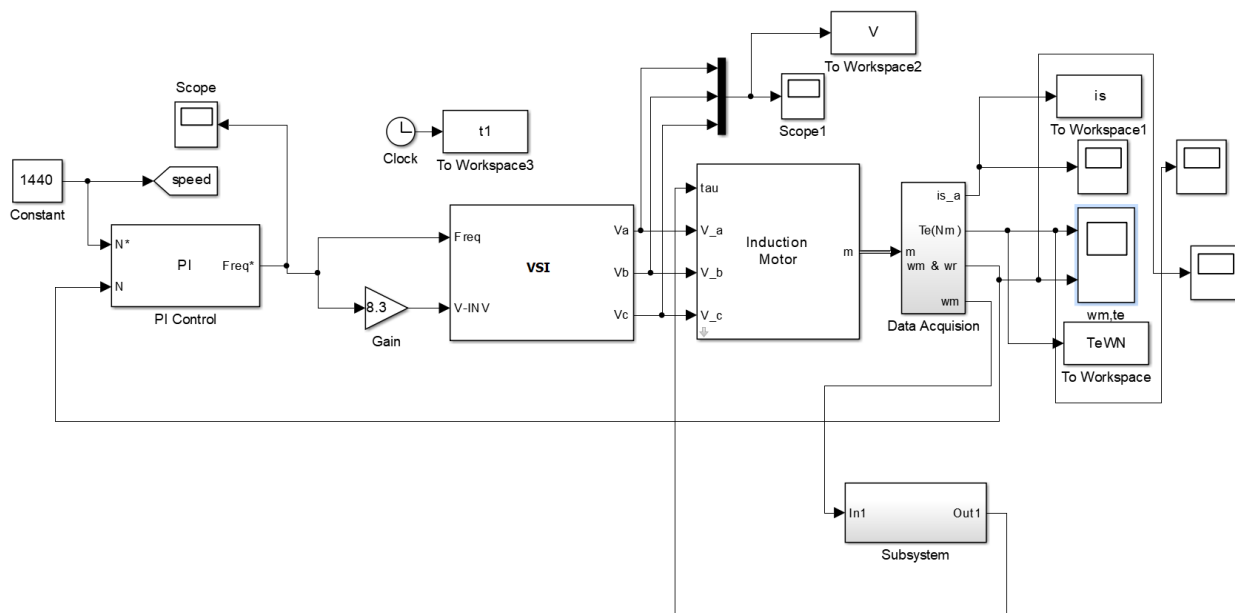 V
To Workspace2
Scope
is
To Workspace1
Scope1
t1
Clock
To Workspace3
1440
Constant
speed
tau
V_a
V_b
V_c
Induction
Motor
m
is_a
Te(Nm)
m
wm & wr
wm
Data Acquision
N*
N
PI
Freq*
PI Control
Freq
V-INV
VSI
Va
Vb
Vc
8.3
Gain
wm,te
TeWN
To Workspace
In1
Out1
Subsystem